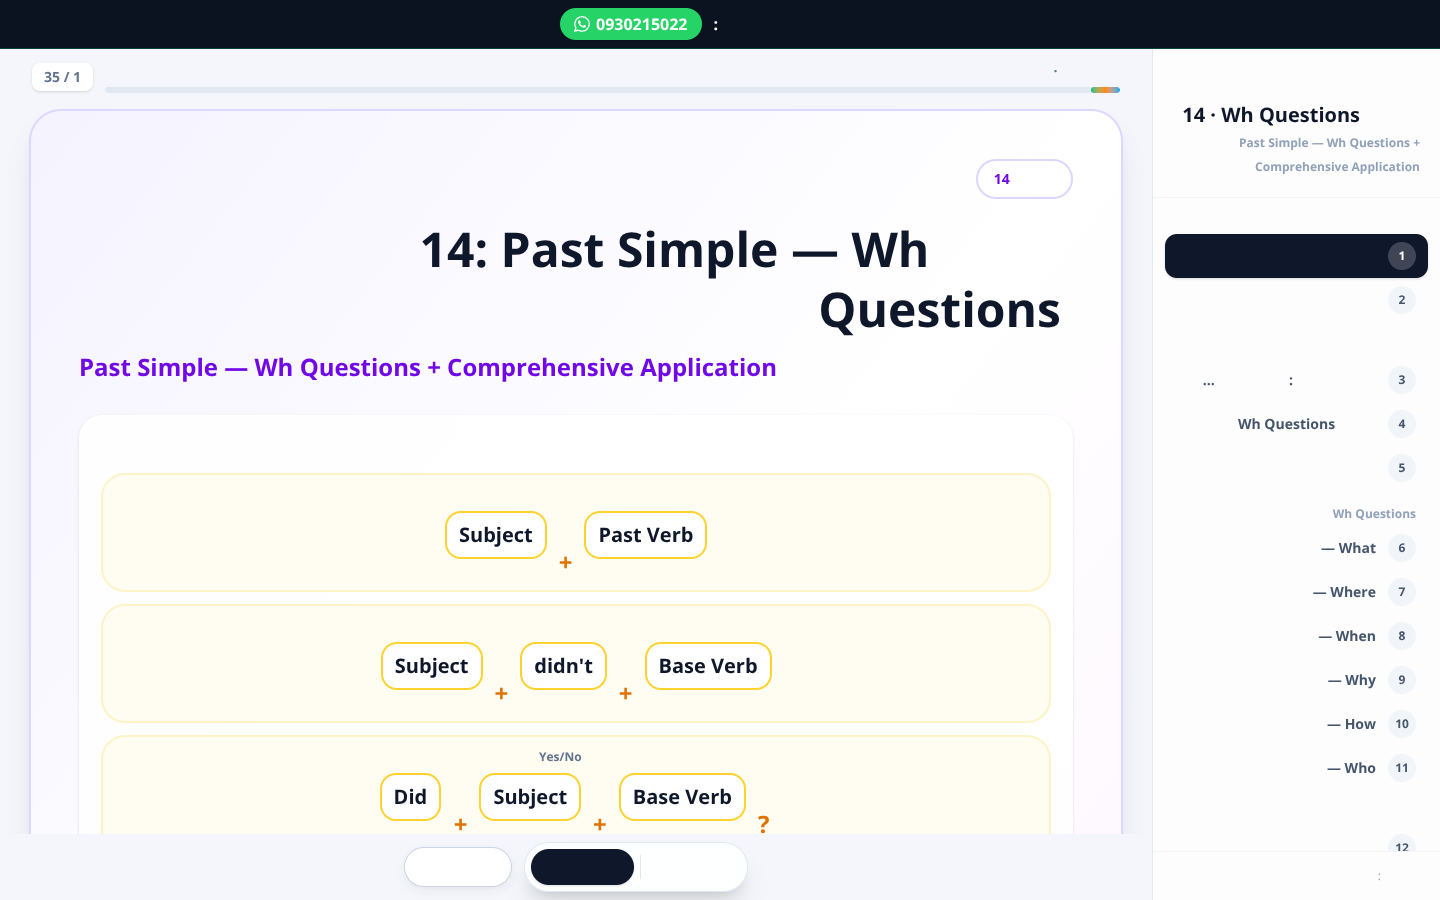 0930215022 :
35 / 1
.
14
14: Past Simple — Wh
Questions
Past Simple — Wh Questions + Comprehensive Application
Subject + Past Verb
Subject + didn't + Base Verb
Yes/No
Did + Subject + Base Verb ?
14 · Wh Questions
Past Simple — Wh Questions +
Comprehensive Application
1
2
... : 3
Wh Questions 4
5
Wh Questions
— What 6
— Where 7
— When 8
— Why 9
— How 10
— Who 11
12
: